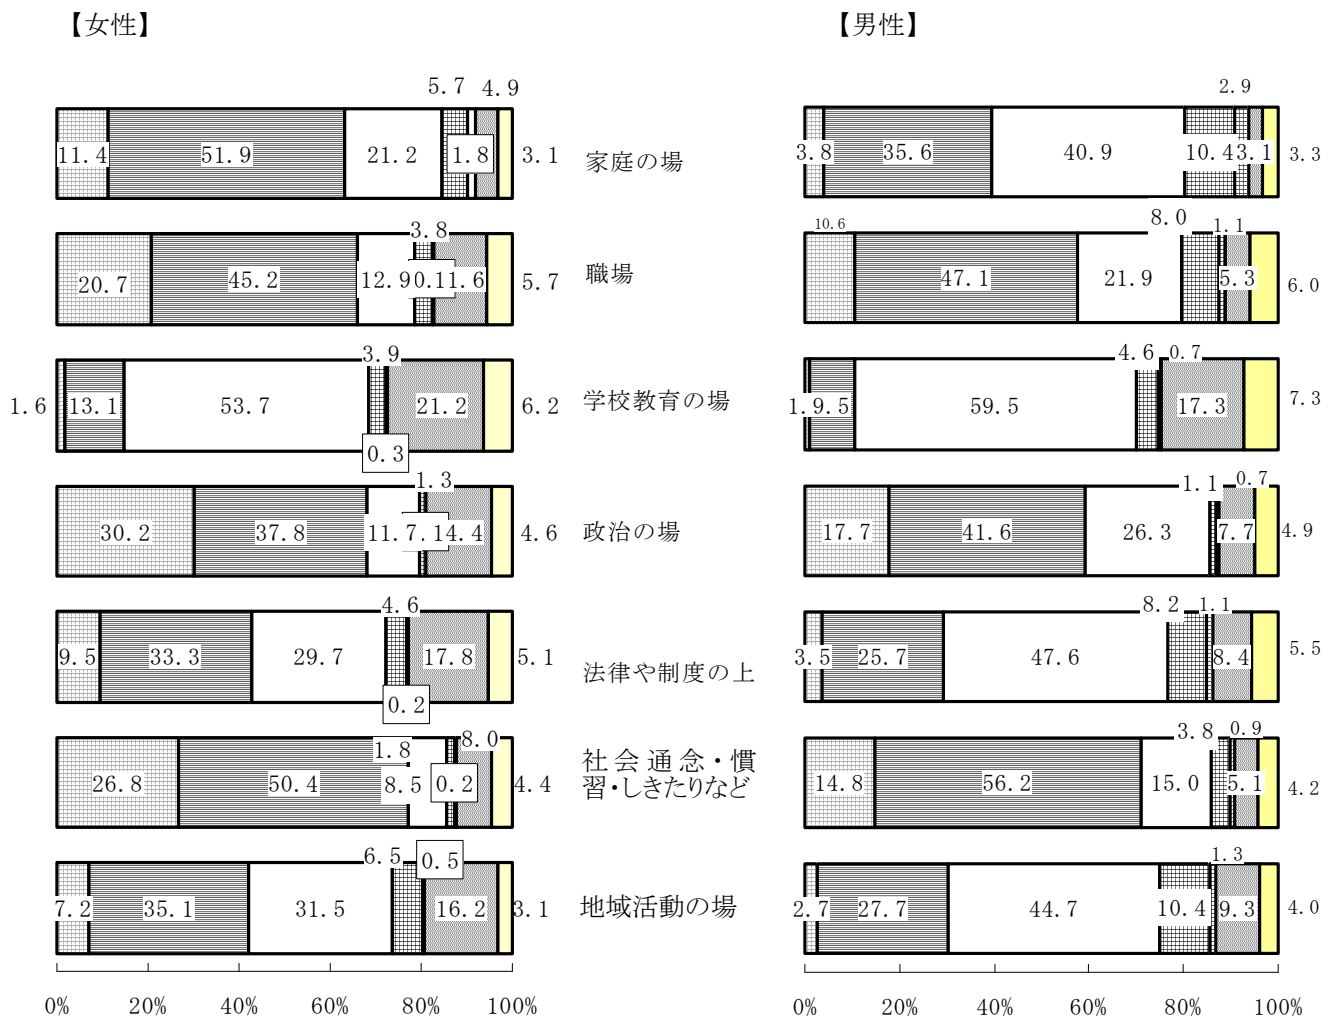 【女性】 【男性】
5.7 4.9 2.9
11.4 51.9 21.2 1.8 3.1 家庭の場 3.8 35.6 40.9 10.4 3.1 3.3
3.8 10.6 8.0 1.1
20.7 45.2 12.9 0.1 11.6 5.7 職場 47.1 21.9 5.3 6.0
3.9 4.6 0.7
1.6 13.1 53.7 21.2 6.2 学校教育の場 1. 9.5 59.5 17.3 7.3
0.3
1.3 1.1 0.7
30.2 37.8 11.7 14.4 4.6 政治の場 17.7 41.6 26.3 7.7 4.9
4.6 8.2 1.1
9.5 33.3 29.7 17.8 5.1 法律や制度の上 3.5 25.7 47.6 8.4 5.5
0.2
1.8 8.0 社会通念・慣 3.8 0.9
26.8 50.4 8.5 0.2 4.4 習・しきたりなど 14.8 56.2 15.0 5.1 4.2
6.5 0.5 1.3
7.2 35.1 31.5 16.2 3.1 地域活動の場 2.7 27.7 44.7 10.4 9.3 4.0
0% 20% 40% 60% 80% 100% 0% 20% 40% 60% 80% 100%